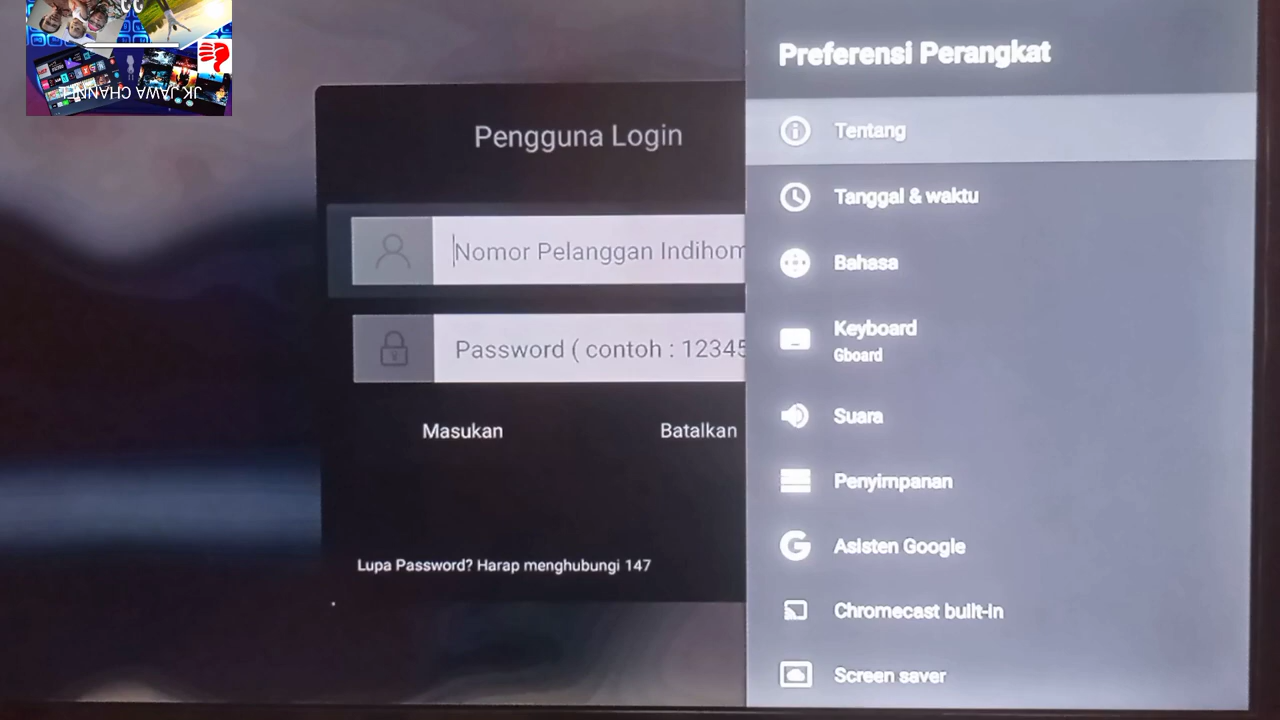 JK JAWA CHANNEL
Pengguna Login
Nomor Pelanggan Indihom
Password ( contoh : 12345
Masukan
Batalkan
Lupa Password? Harap menghubungi 147
Preferensi Perangkat
Tentang
Tanggal & waktu
Bahasa
Keyboard
Gboard
Suara
Penyimpanan
Asisten Google
Chromecast built-in
Screen saver